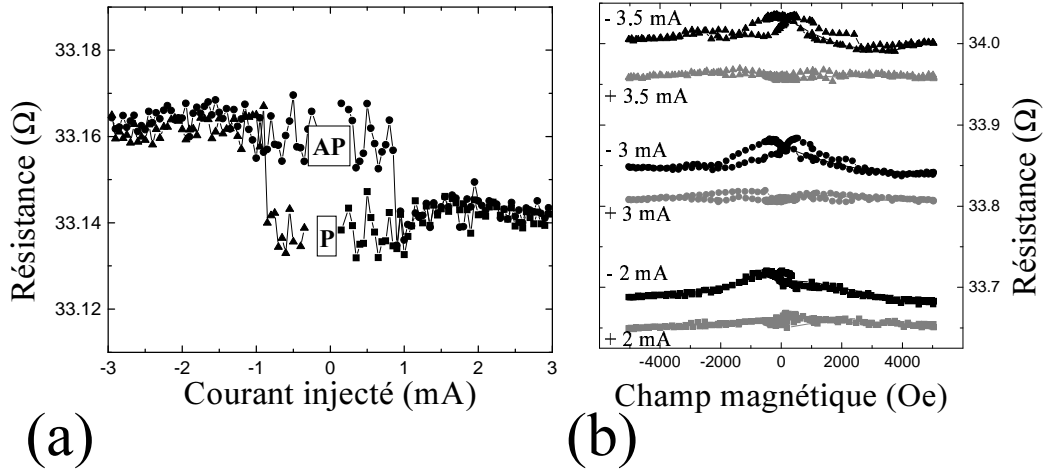 33.18
33.16
33.14
33.12
Résistance (Ω)
AP
P
-3
-2
-1
0
1
2
3
Courant injecté (mA)
(a)
- 3.5 mA
+ 3.5 mA
- 3 mA
+ 3 mA
- 2 mA
+ 2 mA
34.0
33.9
33.8
33.7
Résistance (Ω)
-4000
-2000
0
2000
4000
Champ magnétique (Oe)
(b)